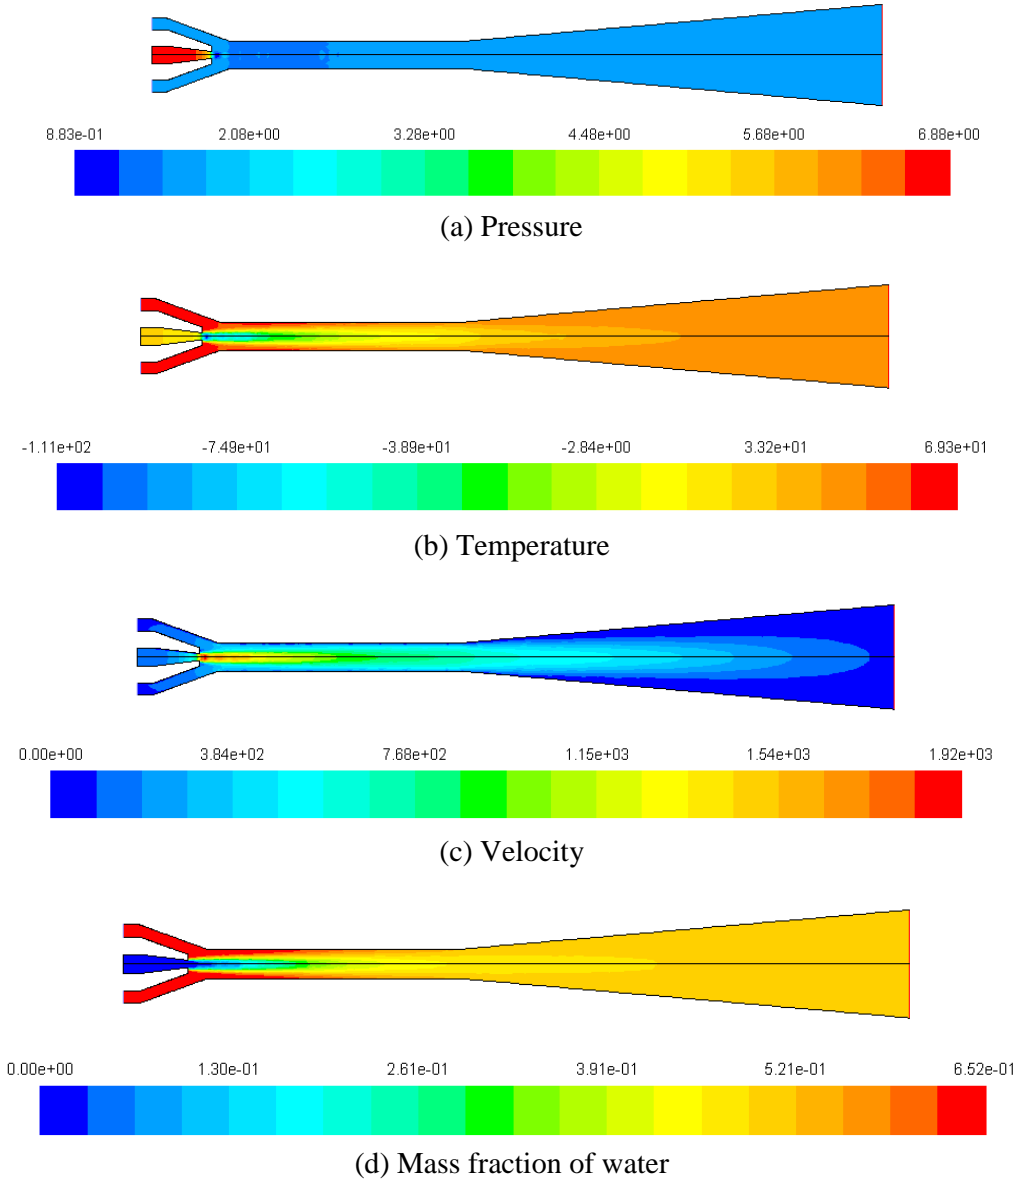 8.83e-01 2.08e+00 3.28e+00 4.48e+00 5.68e+00 6.88e+00
(a) Pressure
-1.11e+02 -7.49e+01 -3.89e+01 -2.84e+00 3.32e+01 6.93e+01
(b) Temperature
0.00e+00 3.84e+02 7.68e+02 1.15e+03 1.54e+03 1.92e+03
(c) Velocity
0.00e+00 1.30e-01 2.61e-01 3.91e-01 5.21e-01 6.52e-01
(d) Mass fraction of water